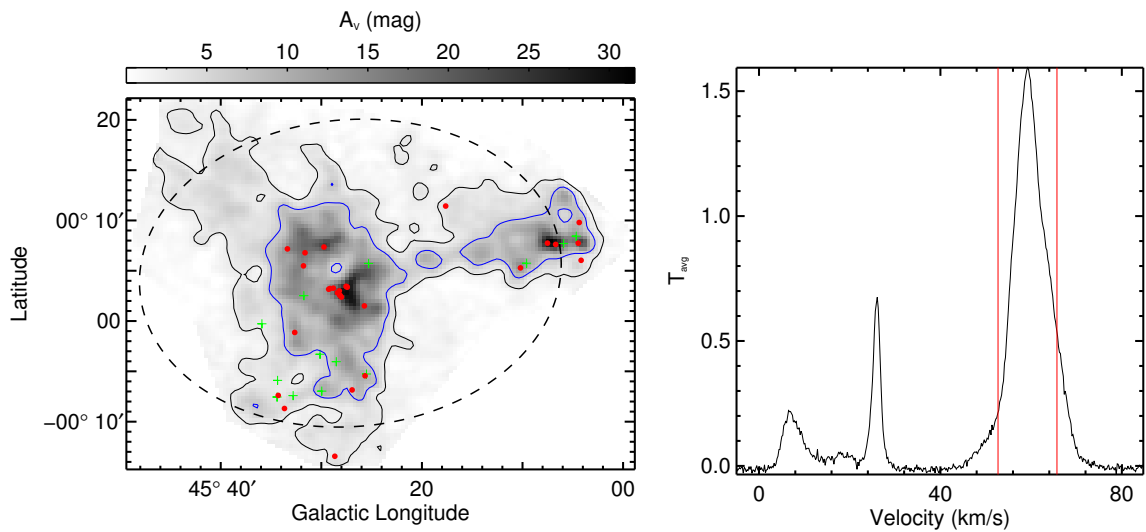 A_v (mag)
5 10 15 20 25 30
20
00° 10′
00
−00° 10′
Latitude
45° 40′ 20 00
Galactic Longitude
1.5
1.0
0.5
0.0
T_avg
0 40 80
Velocity (km/s)